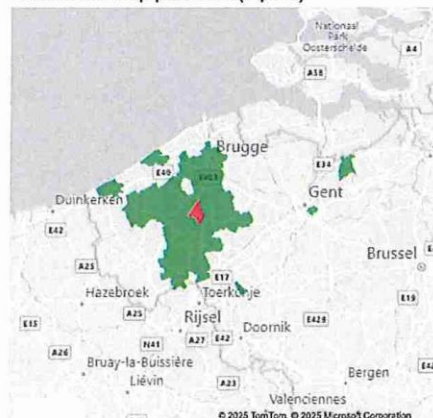 Nationaal
Park
Oosterschelde
A4
A58
Brugge
E40
E403
E34
Duinkerken
Gent
E42
Brussel
A25
E17
Hazebroek
Toerkonje
E19
A25
Rijsel
E429
E15
Doornik
N41
A27
E42
A26
Bruay-la-Buissière
Bergen
Liévin
A23
Valenciennes
© 2025 TomTom, © 2025 Microsoft Corporation